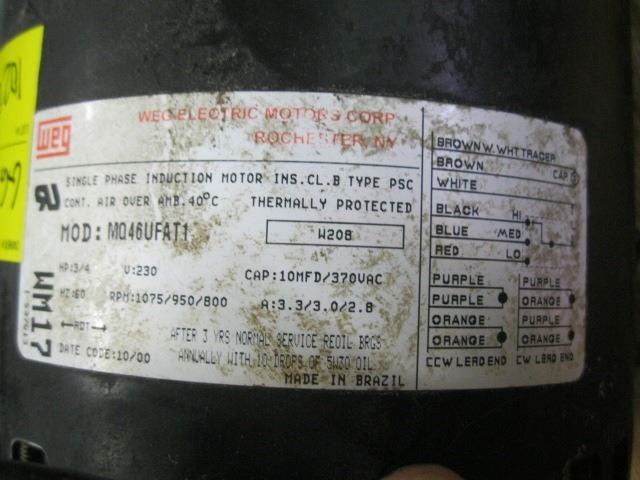 weg
WEG ELECTRIC MOTORS CORP
ROCHESTER, NY
SINGLE PHASE INDUCTION MOTOR INS.CL.B TYPE PSC
CONT. AIR OVER AMB.40°C THERMALLY PROTECTED
MOD: MQ46UFAT1 W208
HP:3/4 V:230 CAP:10MFD/370VAC
HZ:60 RPM:1075/950/800 A:3.3/3.0/2.8
ROT
AFTER 3 YRS NORMAL SERVICE REOIL BRGS
DATE CODE:10/00 ANNUALLY WITH 10 DROPS OF 5W30 OIL
MADE IN BRAZIL
WM17
BROWN W. WHT TRACER
BROWN CAP
WHITE
BLACK HI
BLUE MED
RED LO
PURPLE PURPLE
PURPLE PURPLE
ORANGE ORANGE
ORANGE ORANGE
CCW LEAD END CW LEAD END